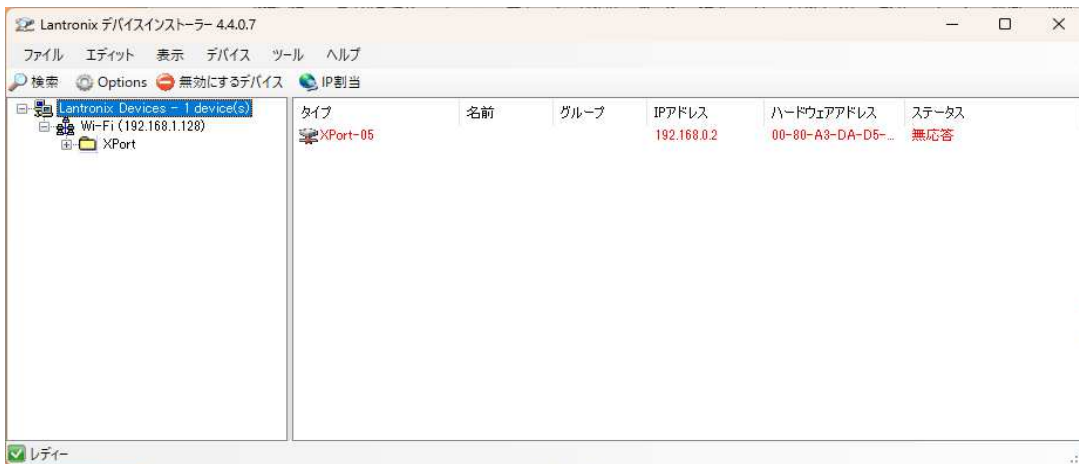 Lantronix デバイスインストーラー 4.4.0.7
ファイル エディット 表示 デバイス ツール ヘルプ
検索 Options 無効にするデバイス IP割当
Lantronix Devices - 1 device(s)
Wi-Fi (192.168.1.128)
XPort
タイプ 名前 グループ IPアドレス ハードウェアアドレス ステータス
XPort-05 192.168.0.2 00-80-A3-DA-D5-... 無応答
レディー